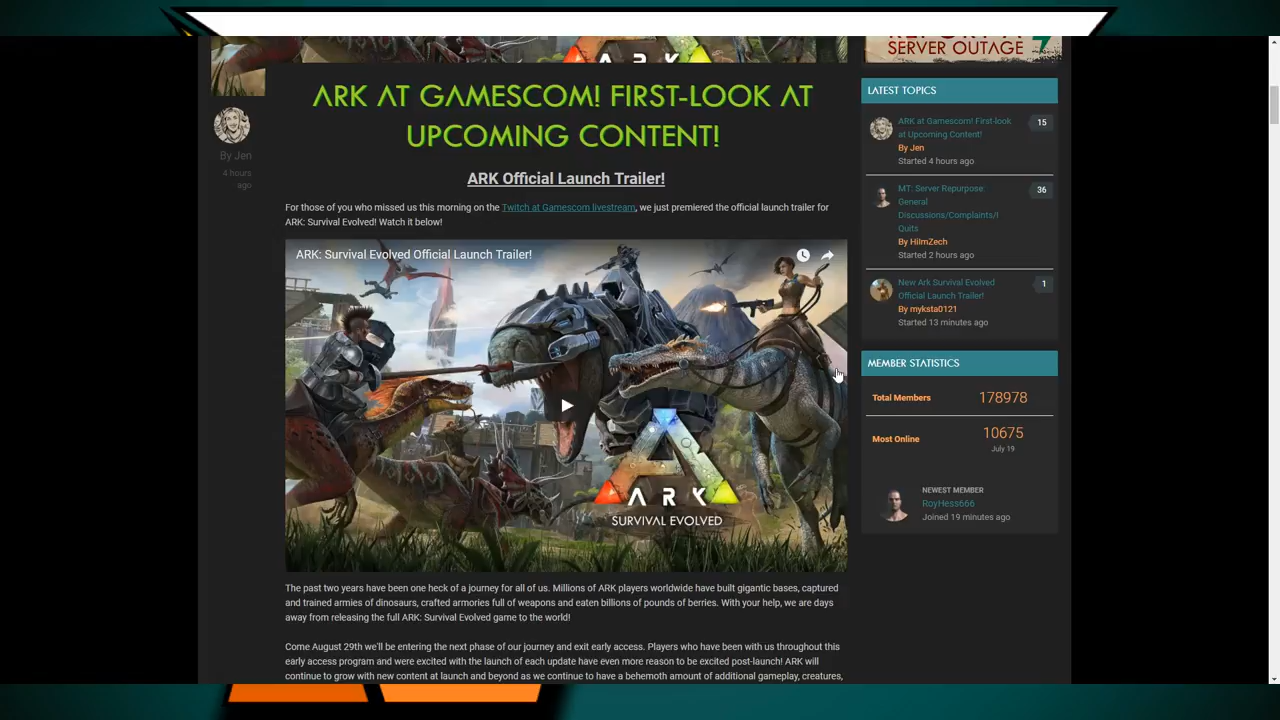 REPORT A
SERVER OUTAGE
ARK
ARK AT GAMESCOM! FIRST-LOOK AT
UPCOMING CONTENT!
By Jen
4 hours
ago
ARK Official Launch Trailer!
For those of you who missed us this morning on the Twitch at Gamescom livestream, we just premiered the official launch trailer for
ARK: Survival Evolved! Watch it below!
ARK: Survival Evolved Official Launch Trailer!
ARK
SURVIVAL EVOLVED
The past two years have been one heck of a journey for all of us. Millions of ARK players worldwide have built gigantic bases, captured
and trained armies of dinosaurs, crafted armories full of weapons and eaten billions of pounds of berries. With your help, we are days
away from releasing the full ARK: Survival Evolved game to the world!
Come August 29th we'll be entering the next phase of our journey and exit early access. Players who have been with us throughout this
early access program and were excited with the launch of each update have even more reason to be excited post-launch! ARK will
continue to grow with new content at launch and beyond as we continue to have a behemoth amount of additional gameplay, creatures,
LATEST TOPICS
ARK at Gamescom! First-look
at Upcoming Content!
15
By Jen
Started 4 hours ago
MT: Server Repurpose:
General
Discussions/Complaints/I
Quits
36
By HiImZech
Started 2 hours ago
New Ark Survival Evolved
Official Launch Trailer!
1
By myksta0121
Started 13 minutes ago
MEMBER STATISTICS
Total Members 178978
Most Online 10675
July 19
NEWEST MEMBER
RoyHess666
Joined 19 minutes ago